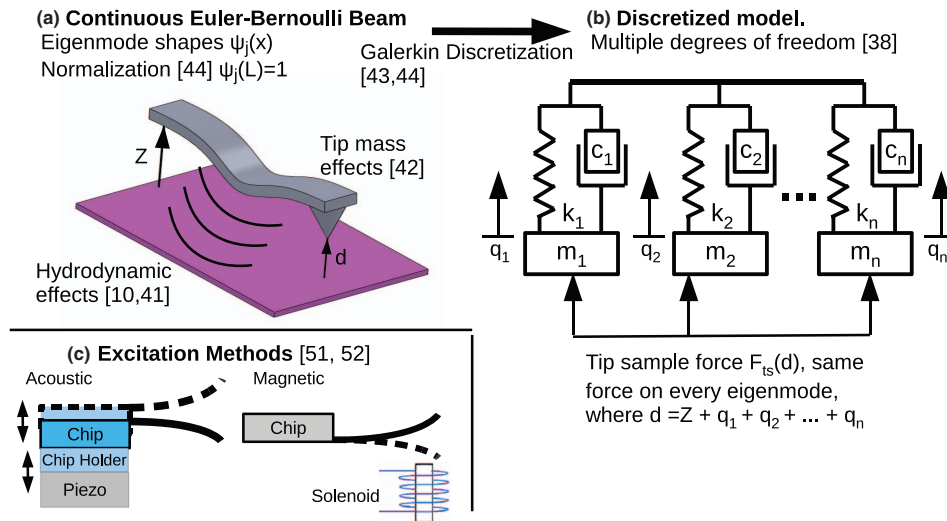 (a) Continuous Euler-Bernoulli Beam
Eigenmode shapes ψj(x)
Normalization [44] ψj(L)=1
Galerkin Discretization
[43,44]
Z
Tip mass
effects [42]
d
Hydrodynamic
effects [10,41]
(b) Discretized model.
Multiple degrees of freedom [38]
c1
c2
cn
k1
k2
kn
q1
m1
q2
m2
mn
qn
Tip sample force Fts(d), same
force on every eigenmode,
where d =Z + q1 + q2 + ... + qn
(c) Excitation Methods [51, 52]
Acoustic
Chip
Chip Holder
Piezo
Magnetic
Chip
Solenoid